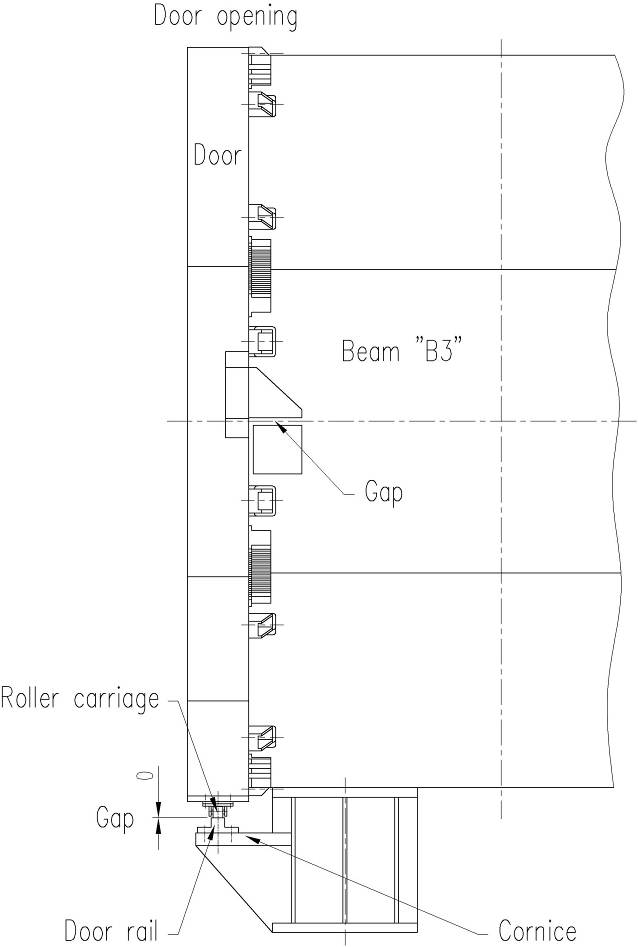 Door opening
Door
Beam "B3"
Gap
Roller carriage
0
Gap
Door rail
Cornice